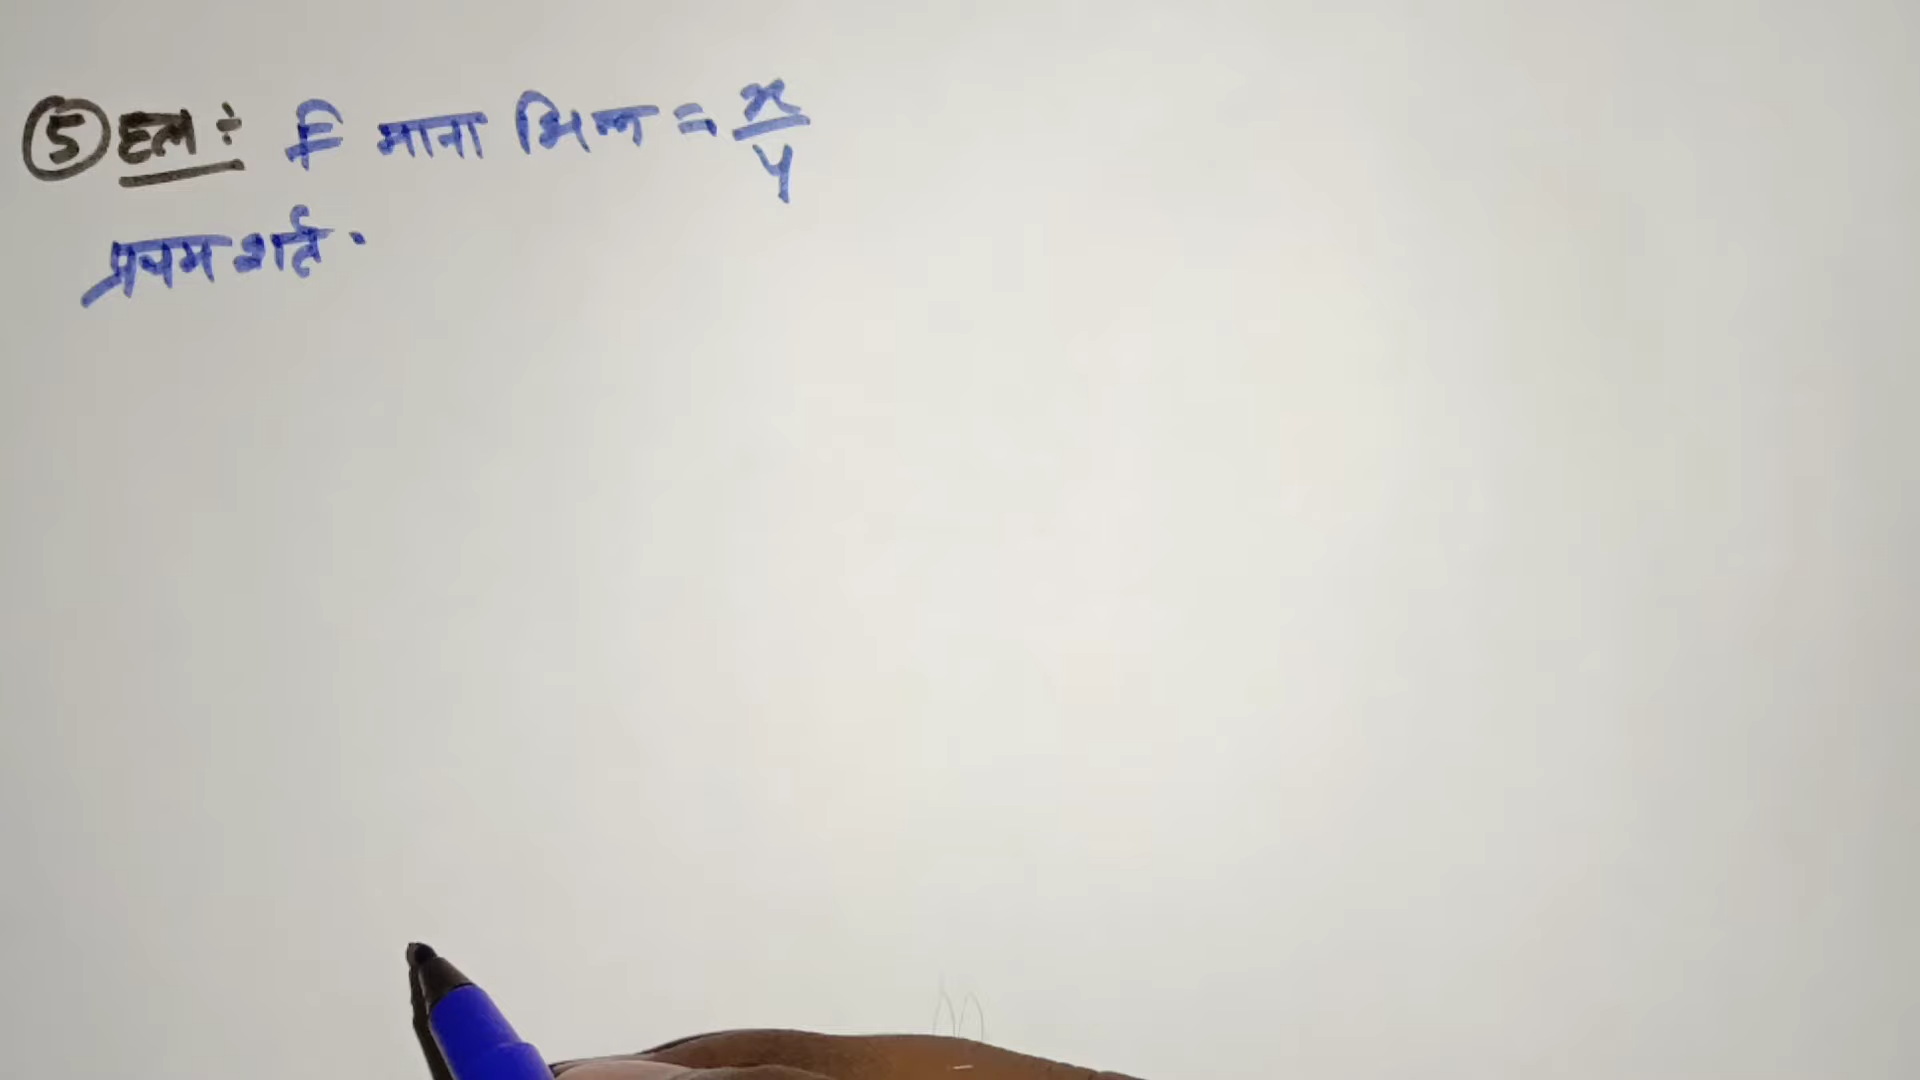 ⑤ हल ÷ F माना भिन्न = x/y
प्रथम शर्त ·